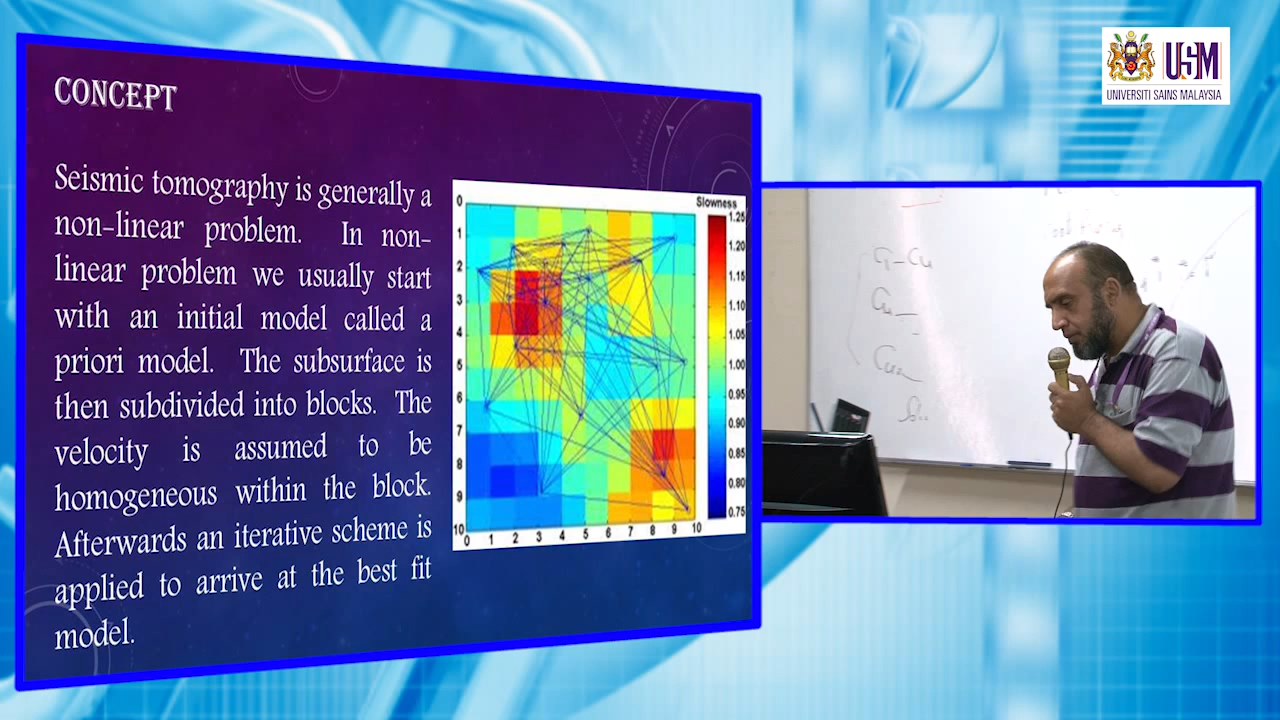 CONCEPT
Seismic tomography is generally a
non-linear problem. In non-
linear problem we usually start
with an initial model called a
priori model. The subsurface is
then subdivided into blocks. The
velocity is assumed to be
homogeneous within the block.
Afterwards an iterative scheme is
applied to arrive at the best fit
model.
Slowness
0
1
2
3
4
5
6
7
8
9
10
0 1 2 3 4 5 6 7 8 9 10
1.25
1.20
1.15
1.10
1.05
1.00
0.95
0.90
0.85
0.80
0.75
USM
UNIVERSITI SAINS MALAYSIA